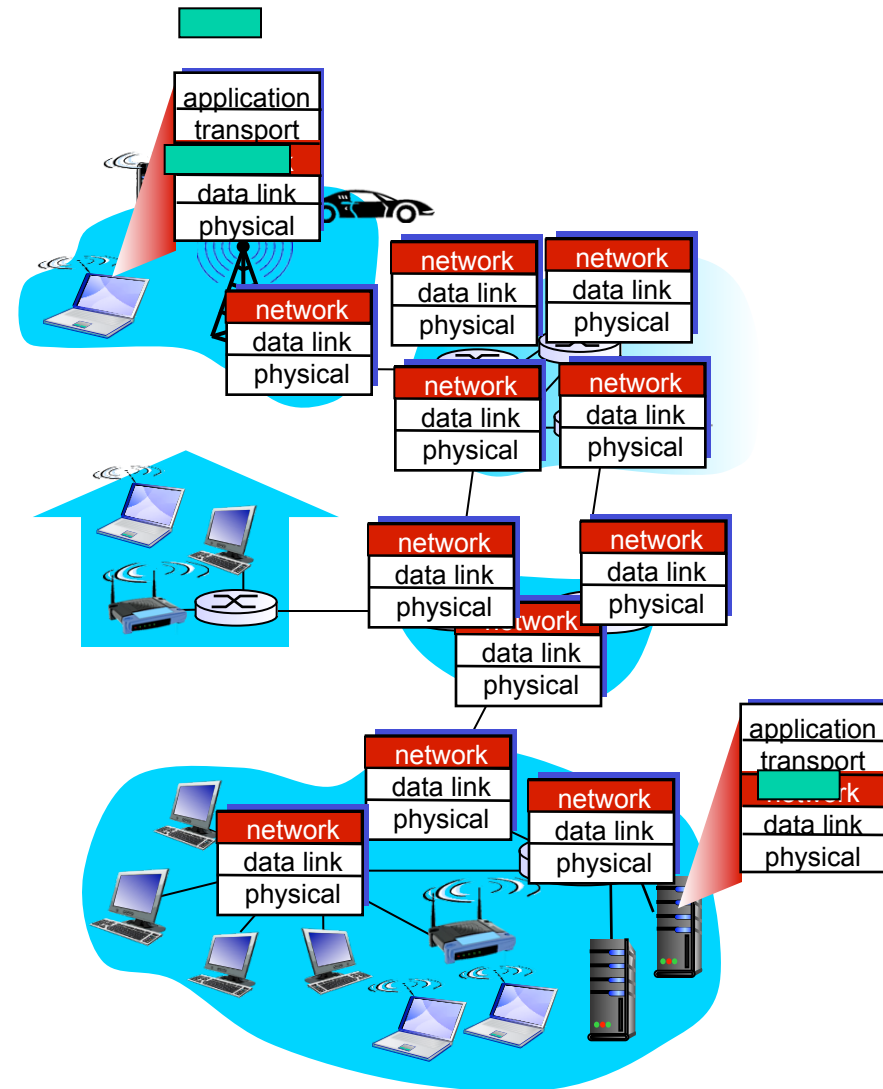 application
transport
data link
physical
network
data link
physical
network
data link
physical
network
data link
physical
network
data link
physical
network
data link
physical
network
data link
physical
network
data link
physical
network
data link
physical
network
data link
physical
network
data link
physical
network
data link
physical
application
transport
network
data link
physical